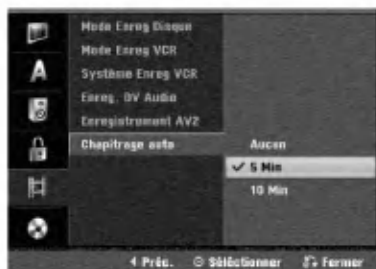 Mode Enreg Disque
Mode Enreg VCR
Système Enreg VCR
Enreg. DV Audio
Enregistrement AV2
Chapitrage auto
Aucun
✓ 5 Min
10 Min
A
Préc.
Séléctionner
Fermer